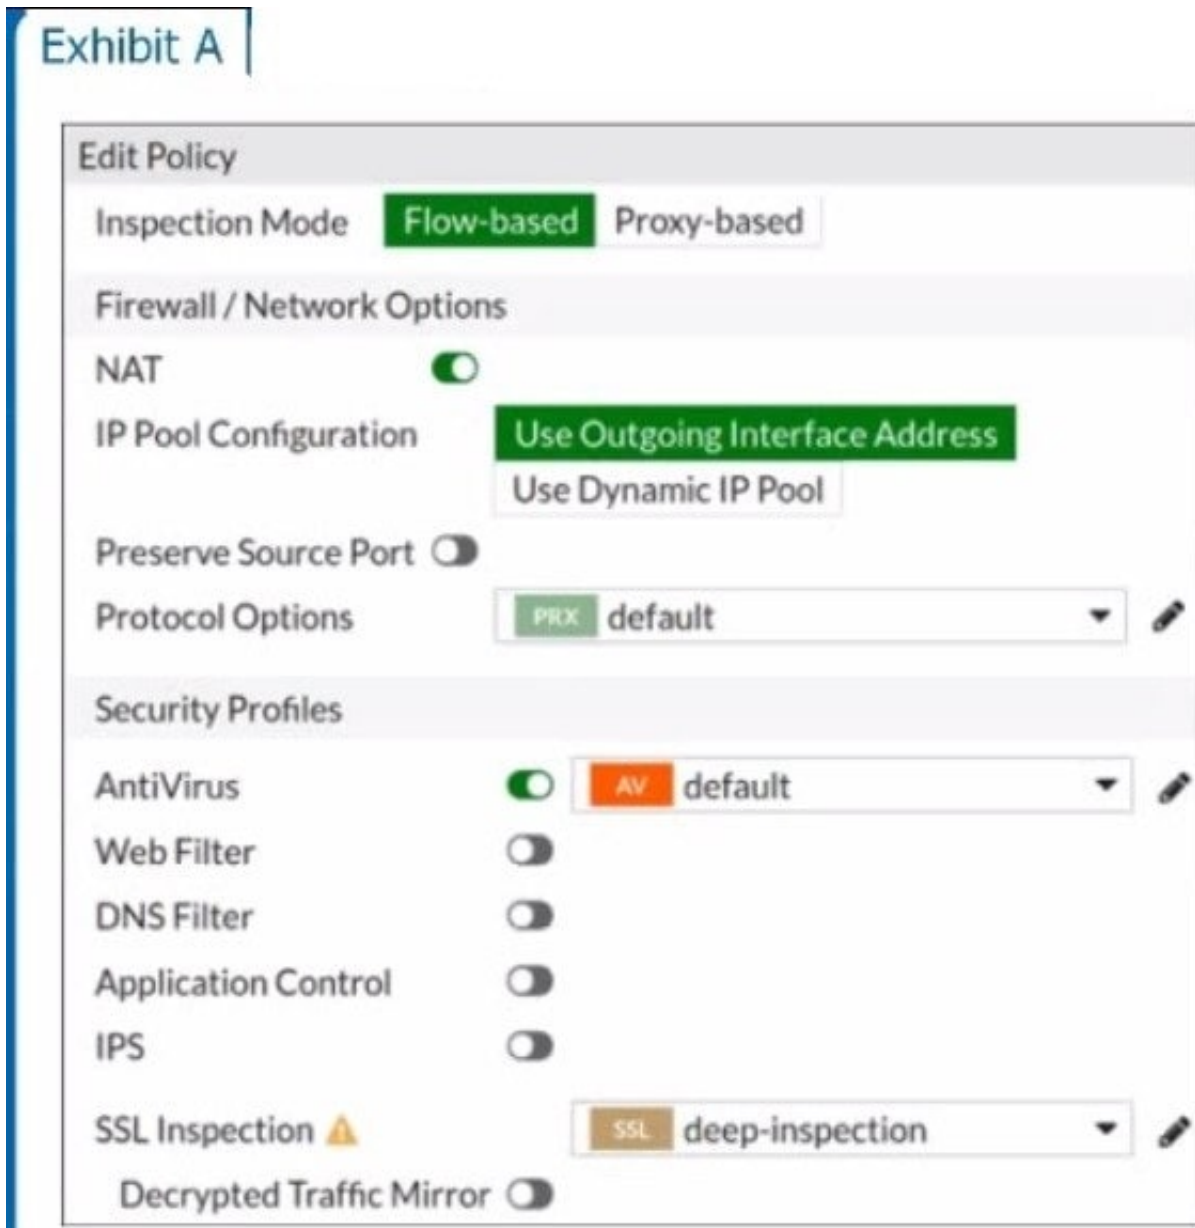 Exhibit A
Edit Policy
Inspection Mode Flow-based Proxy-based
Firewall / Network Options
NAT
IP Pool Configuration Use Outgoing Interface Address
Use Dynamic IP Pool
Preserve Source Port
Protocol Options PRX default
Security Profiles
AntiVirus AV default
Web Filter
DNS Filter
Application Control
IPS
SSL Inspection SSL deep-inspection
Decrypted Traffic Mirror